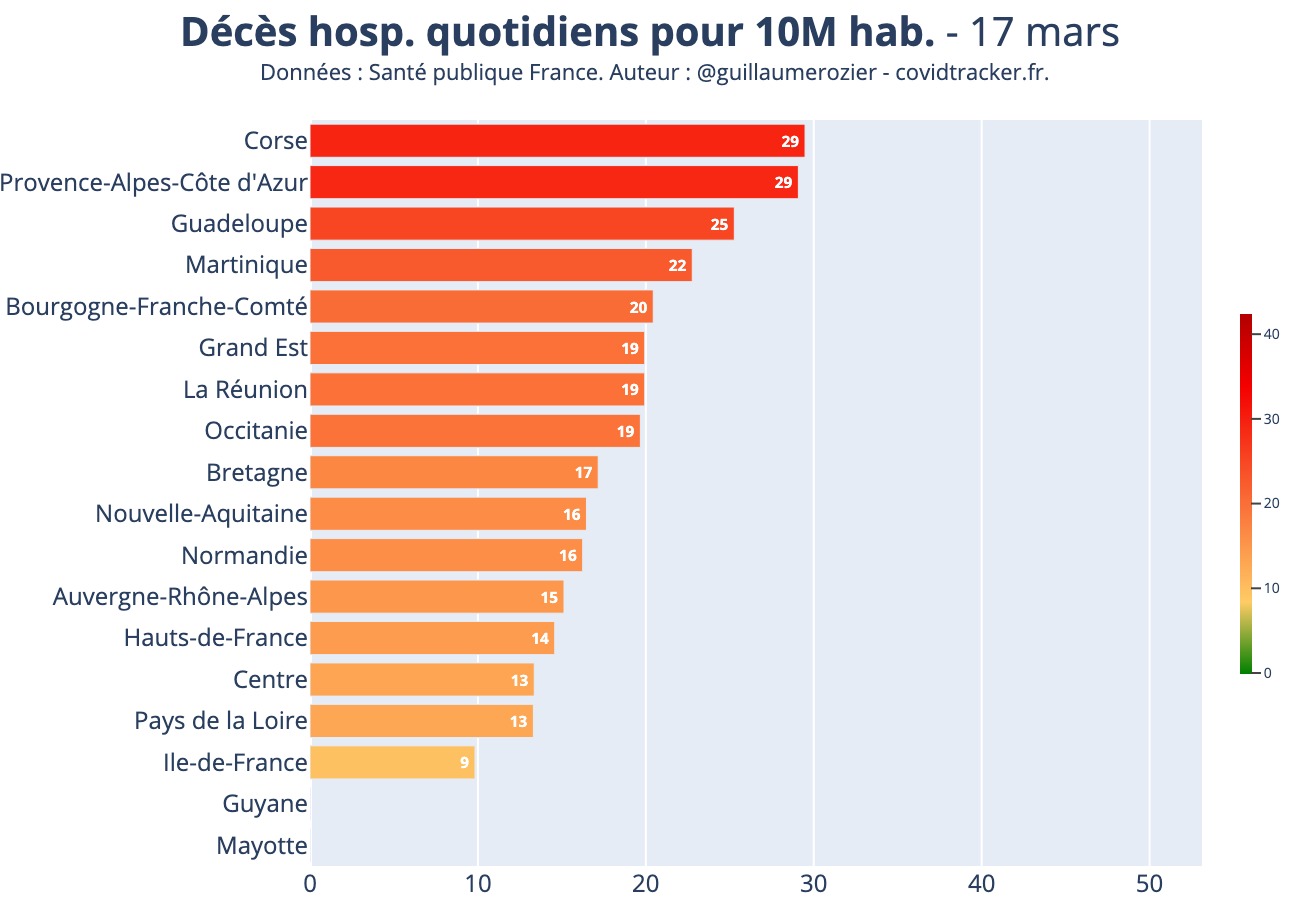 Décès hosp. quotidiens pour 10M hab. - 17 mars
Données : Santé publique France. Auteur : @guillaumerozier - covidtracker.fr.
Corse 29
Provence-Alpes-Côte d'Azur 29
Guadeloupe 25
Martinique 22
Bourgogne-Franche-Comté 20
Grand Est 19
La Réunion 19
Occitanie 19
Bretagne 17
Nouvelle-Aquitaine 16
Normandie 16
Auvergne-Rhône-Alpes 15
Hauts-de-France 14
Centre 13
Pays de la Loire 13
Ile-de-France 9
Guyane
Mayotte
0 10 20 30 40 50
40
30
20
10
0